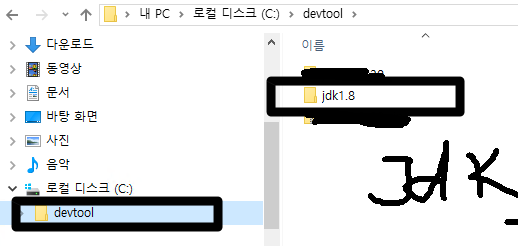 내 PC > 로컬 디스크 (C:) > devtool
이름
다운로드
동영상
문서
바탕 화면
사진
음악
로컬 디스크 (C:)
devtool
jdk1.8
JdK